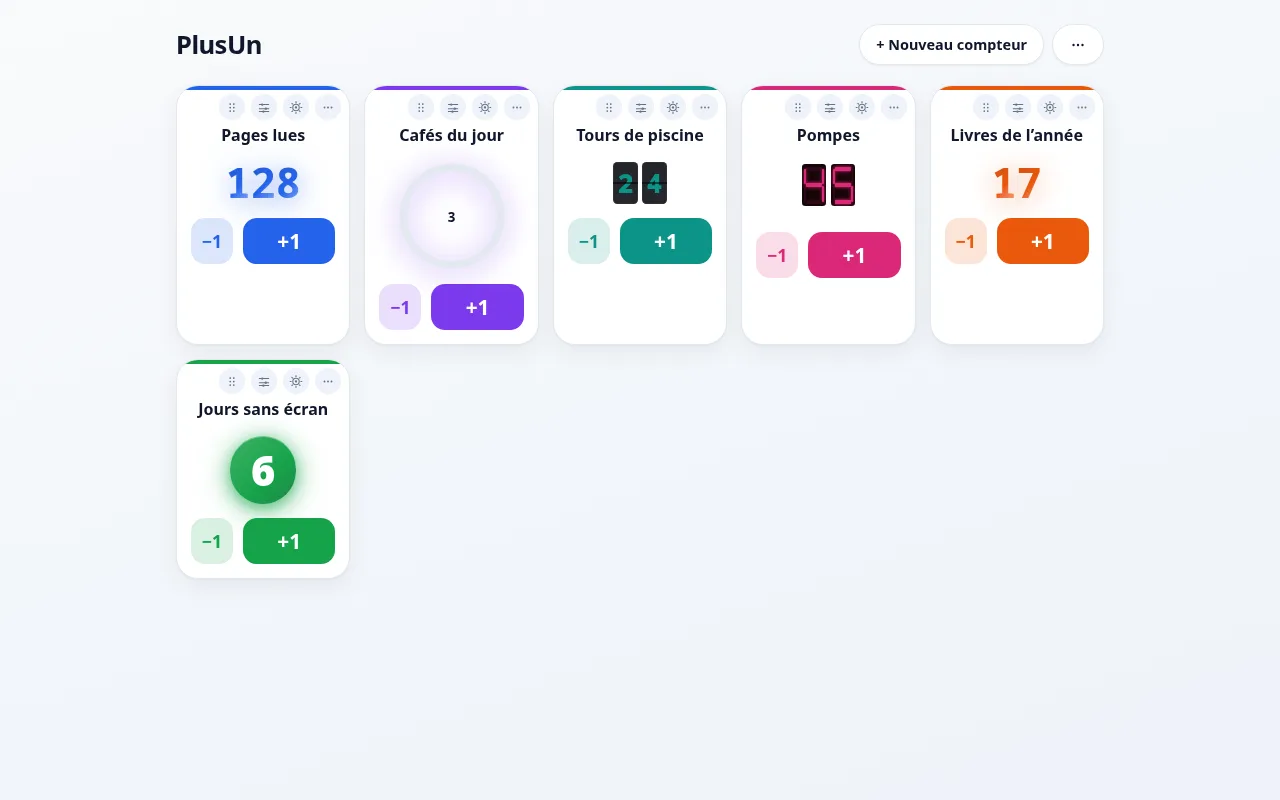 PlusUn
+ Nouveau compteur
...
Pages lues
128
−1
+1
Cafés du jour
3
−1
+1
Tours de piscine
24
−1
+1
Pompes
45
−1
+1
Livres de l’année
17
−1
+1
Jours sans écran
6
−1
+1